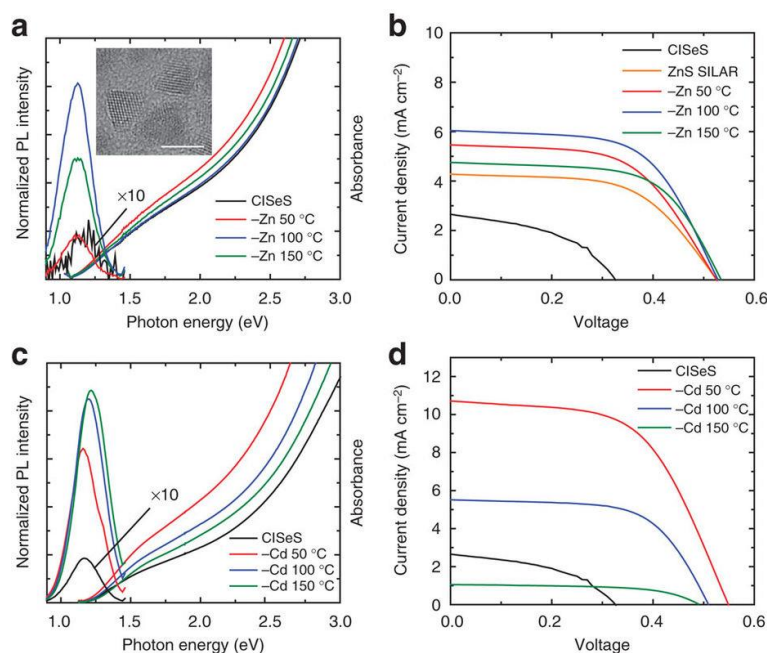 a
Normalized PL intensity
×10
CISeS
–Zn 50 °C
–Zn 100 °C
–Zn 150 °C
Absorbance
1.0 1.5 2.0 2.5 3.0
Photon energy (eV)
b
Current density (mA cm⁻²)
10
8
6
4
2
0
CISeS
ZnS SILAR
–Zn 50 °C
–Zn 100 °C
–Zn 150 °C
0.0 0.2 0.4 0.6
Voltage
c
Normalized PL intensity
×10
CISeS
–Cd 50 °C
–Cd 100 °C
–Cd 150 °C
Absorbance
1.0 1.5 2.0 2.5 3.0
Photon energy (eV)
d
Current density (mA cm⁻²)
12
10
8
6
4
2
0
CISeS
–Cd 50 °C
–Cd 100 °C
–Cd 150 °C
0.0 0.2 0.4 0.6
Voltage